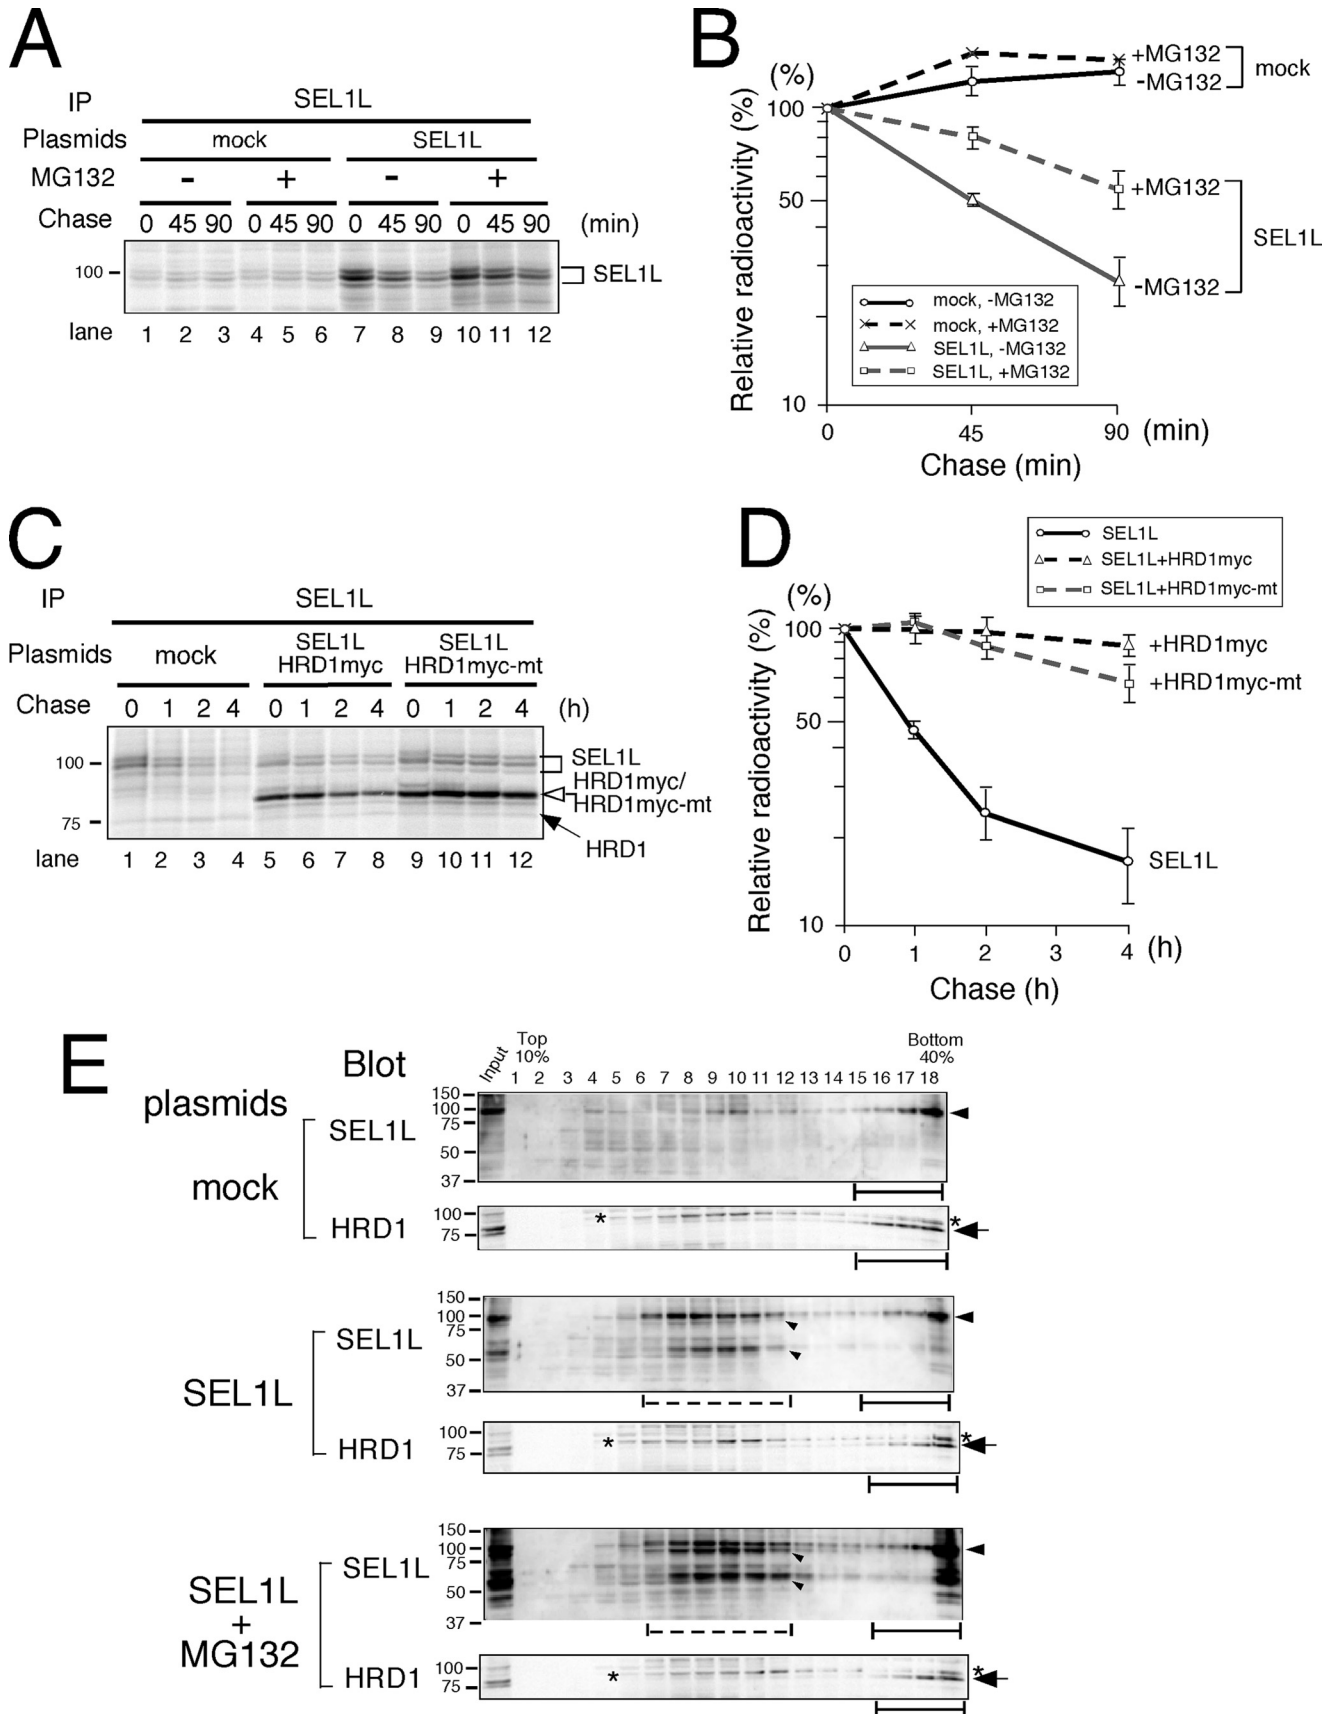 A
IP SEL1L
Plasmids mock SEL1L
MG132 - + - +
Chase 0 45 90 0 45 90 0 45 90 0 45 90 (min)
100 SEL1L
lane 1 2 3 4 5 6 7 8 9 10 11 12
B
(%)
Relative radioactivity (%)
100
50
10
+MG132
-MG132
mock
+MG132
-MG132
SEL1L
mock, -MG132
mock, +MG132
SEL1L, -MG132
SEL1L, +MG132
0 45 90 (min)
Chase (min)
C
IP SEL1L
Plasmids mock SEL1L HRD1myc SEL1L HRD1myc-mt
Chase 0 1 2 4 0 1 2 4 0 1 2 4 (h)
100
75
SEL1L
HRD1myc/
HRD1myc-mt
HRD1
lane 1 2 3 4 5 6 7 8 9 10 11 12
D
SEL1L
SEL1L+HRD1myc
SEL1L+HRD1myc-mt
(%)
Relative radioactivity (%)
100
50
10
+HRD1myc
+HRD1myc-mt
SEL1L
0 1 2 3 4 (h)
Chase (h)
E
Blot
plasmids
Top Bottom
10% 40%
Input 1 2 3 4 5 6 7 8 9 10 11 12 13 14 15 16 17 18
mock
SEL1L
150
100
75
50
37
HRD1
100
75
*
*
SEL1L
SEL1L
150
100
75
50
37
HRD1
100
75
*
*
SEL1L
+
MG132
SEL1L
150
100
75
50
37
HRD1
100
75
*
*